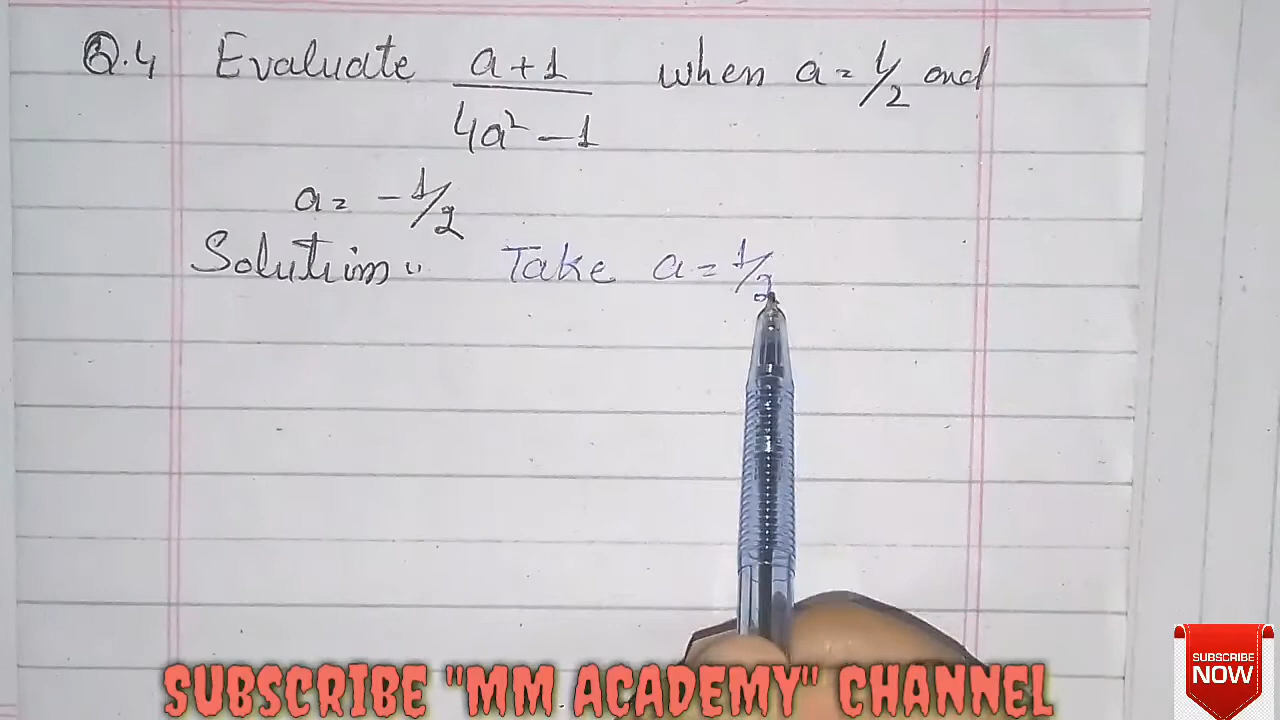 Q.4 Evaluate a+1 / 4a² - 1 when a = 1/2 and
a = -1/2
Solution:: Take a = 1/2
SUBSCRIBE NOW
SUBSCRIBE "MM ACADEMY" CHANNEL